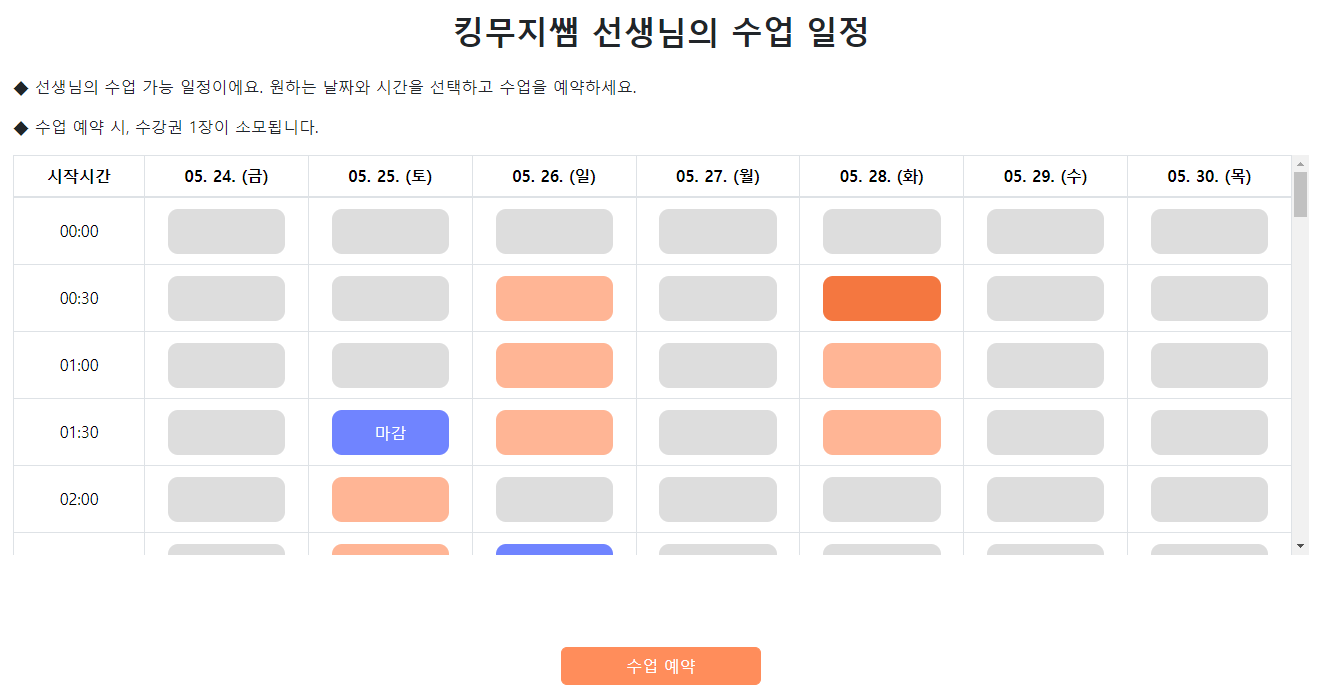 킹무지쌤 선생님의 수업 일정
◆ 선생님의 수업 가능 일정이에요. 원하는 날짜와 시간을 선택하고 수업을 예약하세요.
◆ 수업 예약 시, 수강권 1장이 소모됩니다.
시작시간 05. 24. (금) 05. 25. (토) 05. 26. (일) 05. 27. (월) 05. 28. (화) 05. 29. (수) 05. 30. (목)
00:00
00:30
01:00
01:30 마감
02:00
수업 예약